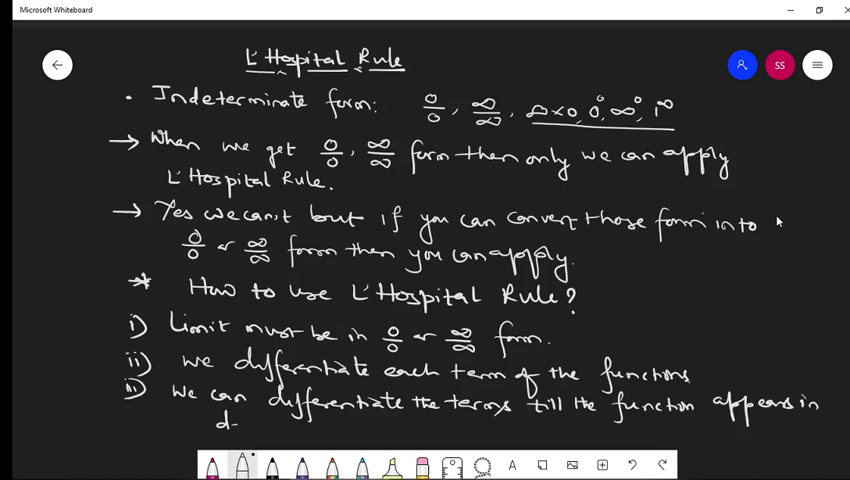 Microsoft Whiteboard
L'Hospital Rule
SS
• Indeterminate form: 0/0, ∞/∞, ∞×0, 0⁰, ∞⁰, 1^∞
→ When we get 0/0, ∞/∞ form then only we can apply
L'Hospital Rule.
→ Yes we can't but if you can convert those form into
0/0 or ∞/∞ form then you can apply.
* How to use L'Hospital Rule?
i) Limit must be in 0/0 or ∞/∞ form.
ii) we differentiate each term of the functions.
iii) we can differentiate the terms till the function appears in
d-
A